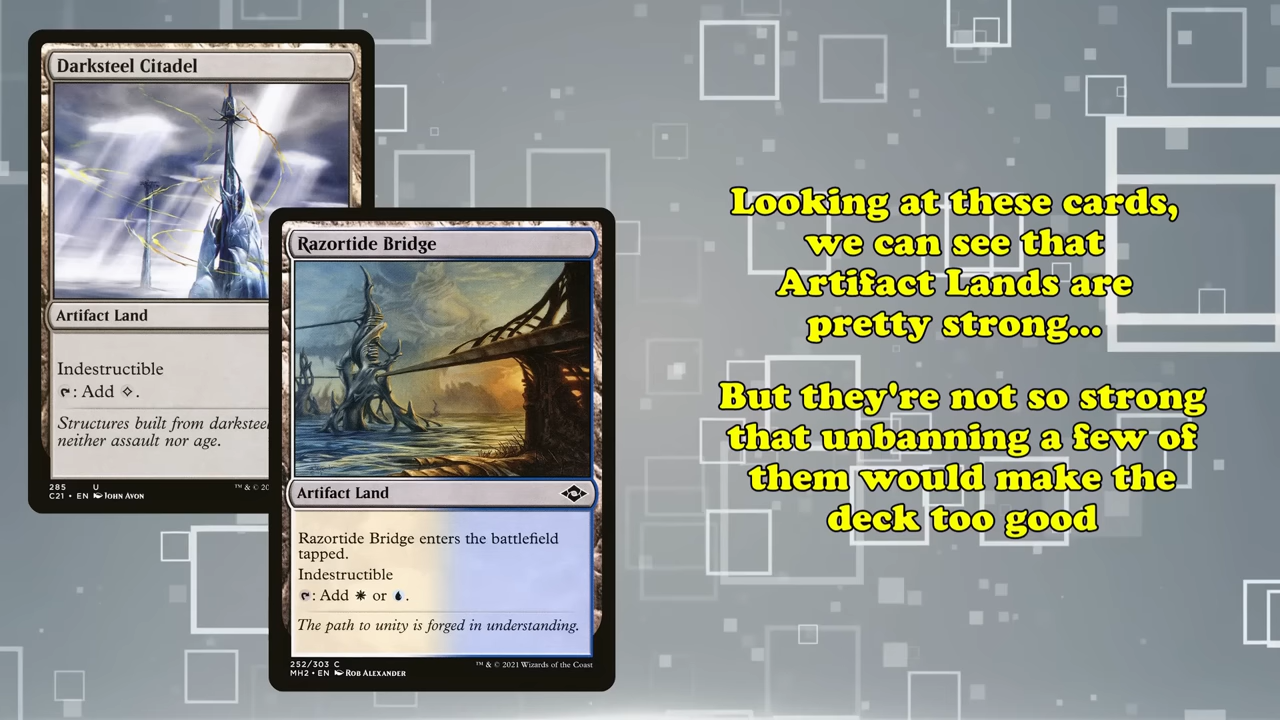 Darksteel Citadel
Artifact Land
Indestructible
: Add .
Structures built from darksteel
neither assault nor age.
285 U
C21 • EN John Avon
™ & © 20
Razortide Bridge
Artifact Land
Razortide Bridge enters the battlefield
tapped.
Indestructible
: Add or .
The path to unity is forged in understanding.
252/303 C
MH2 • EN Rob Alexander
™ & © 2021 Wizards of the Coast
Looking at these cards,
we can see that
Artifact Lands are
pretty strong...
But they're not so strong
that unbanning a few of
them would make the
deck too good